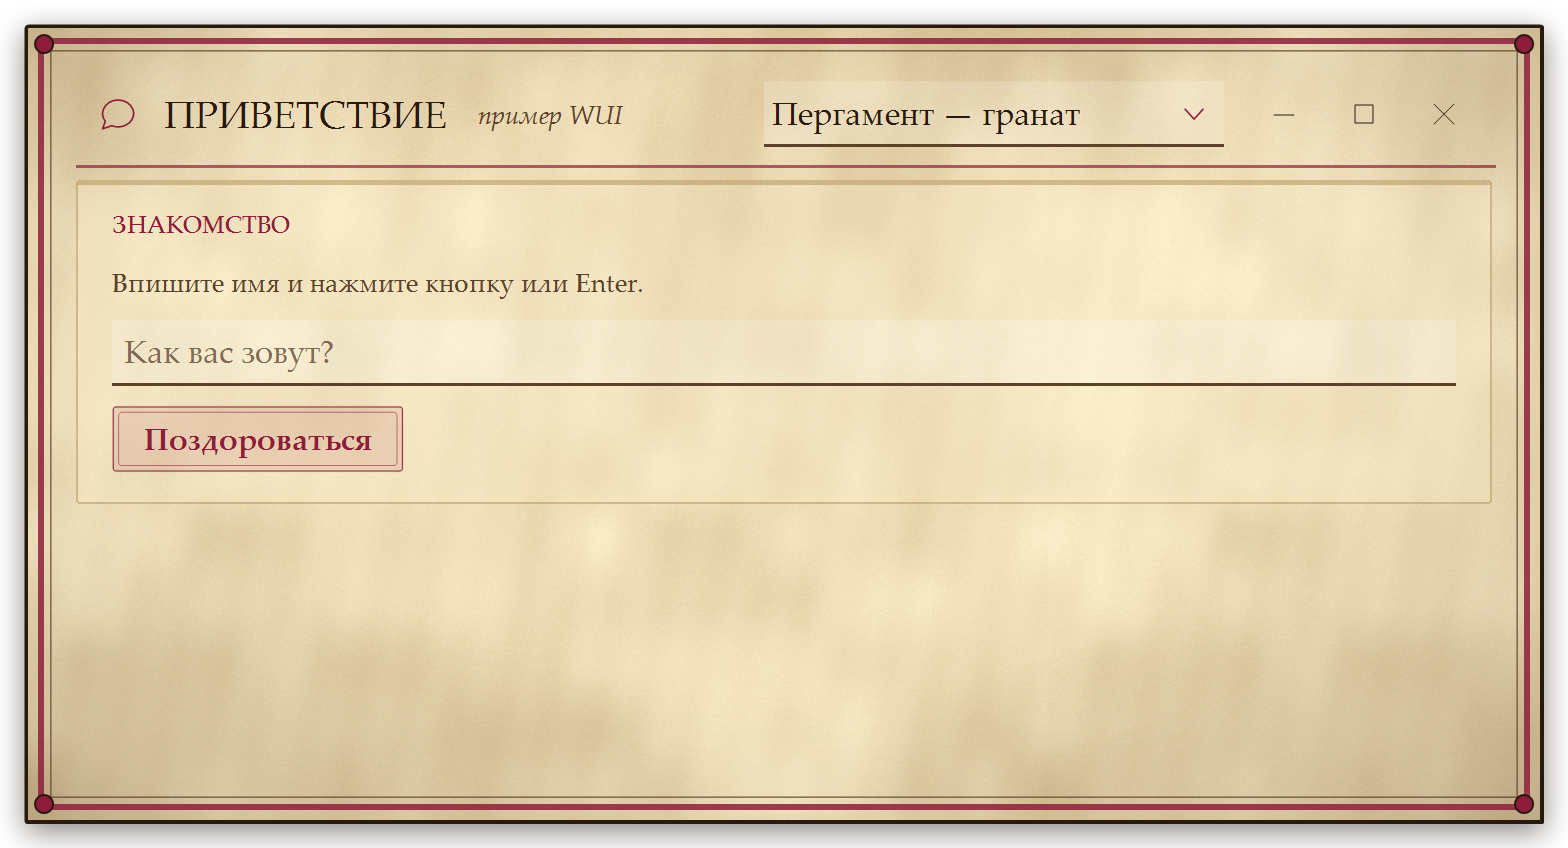 ПРИВЕТСТВИЕ пример WUI Пергамент — гранат
ЗНАКОМСТВО
Впишите имя и нажмите кнопку или Enter.
Как вас зовут?
Поздороваться